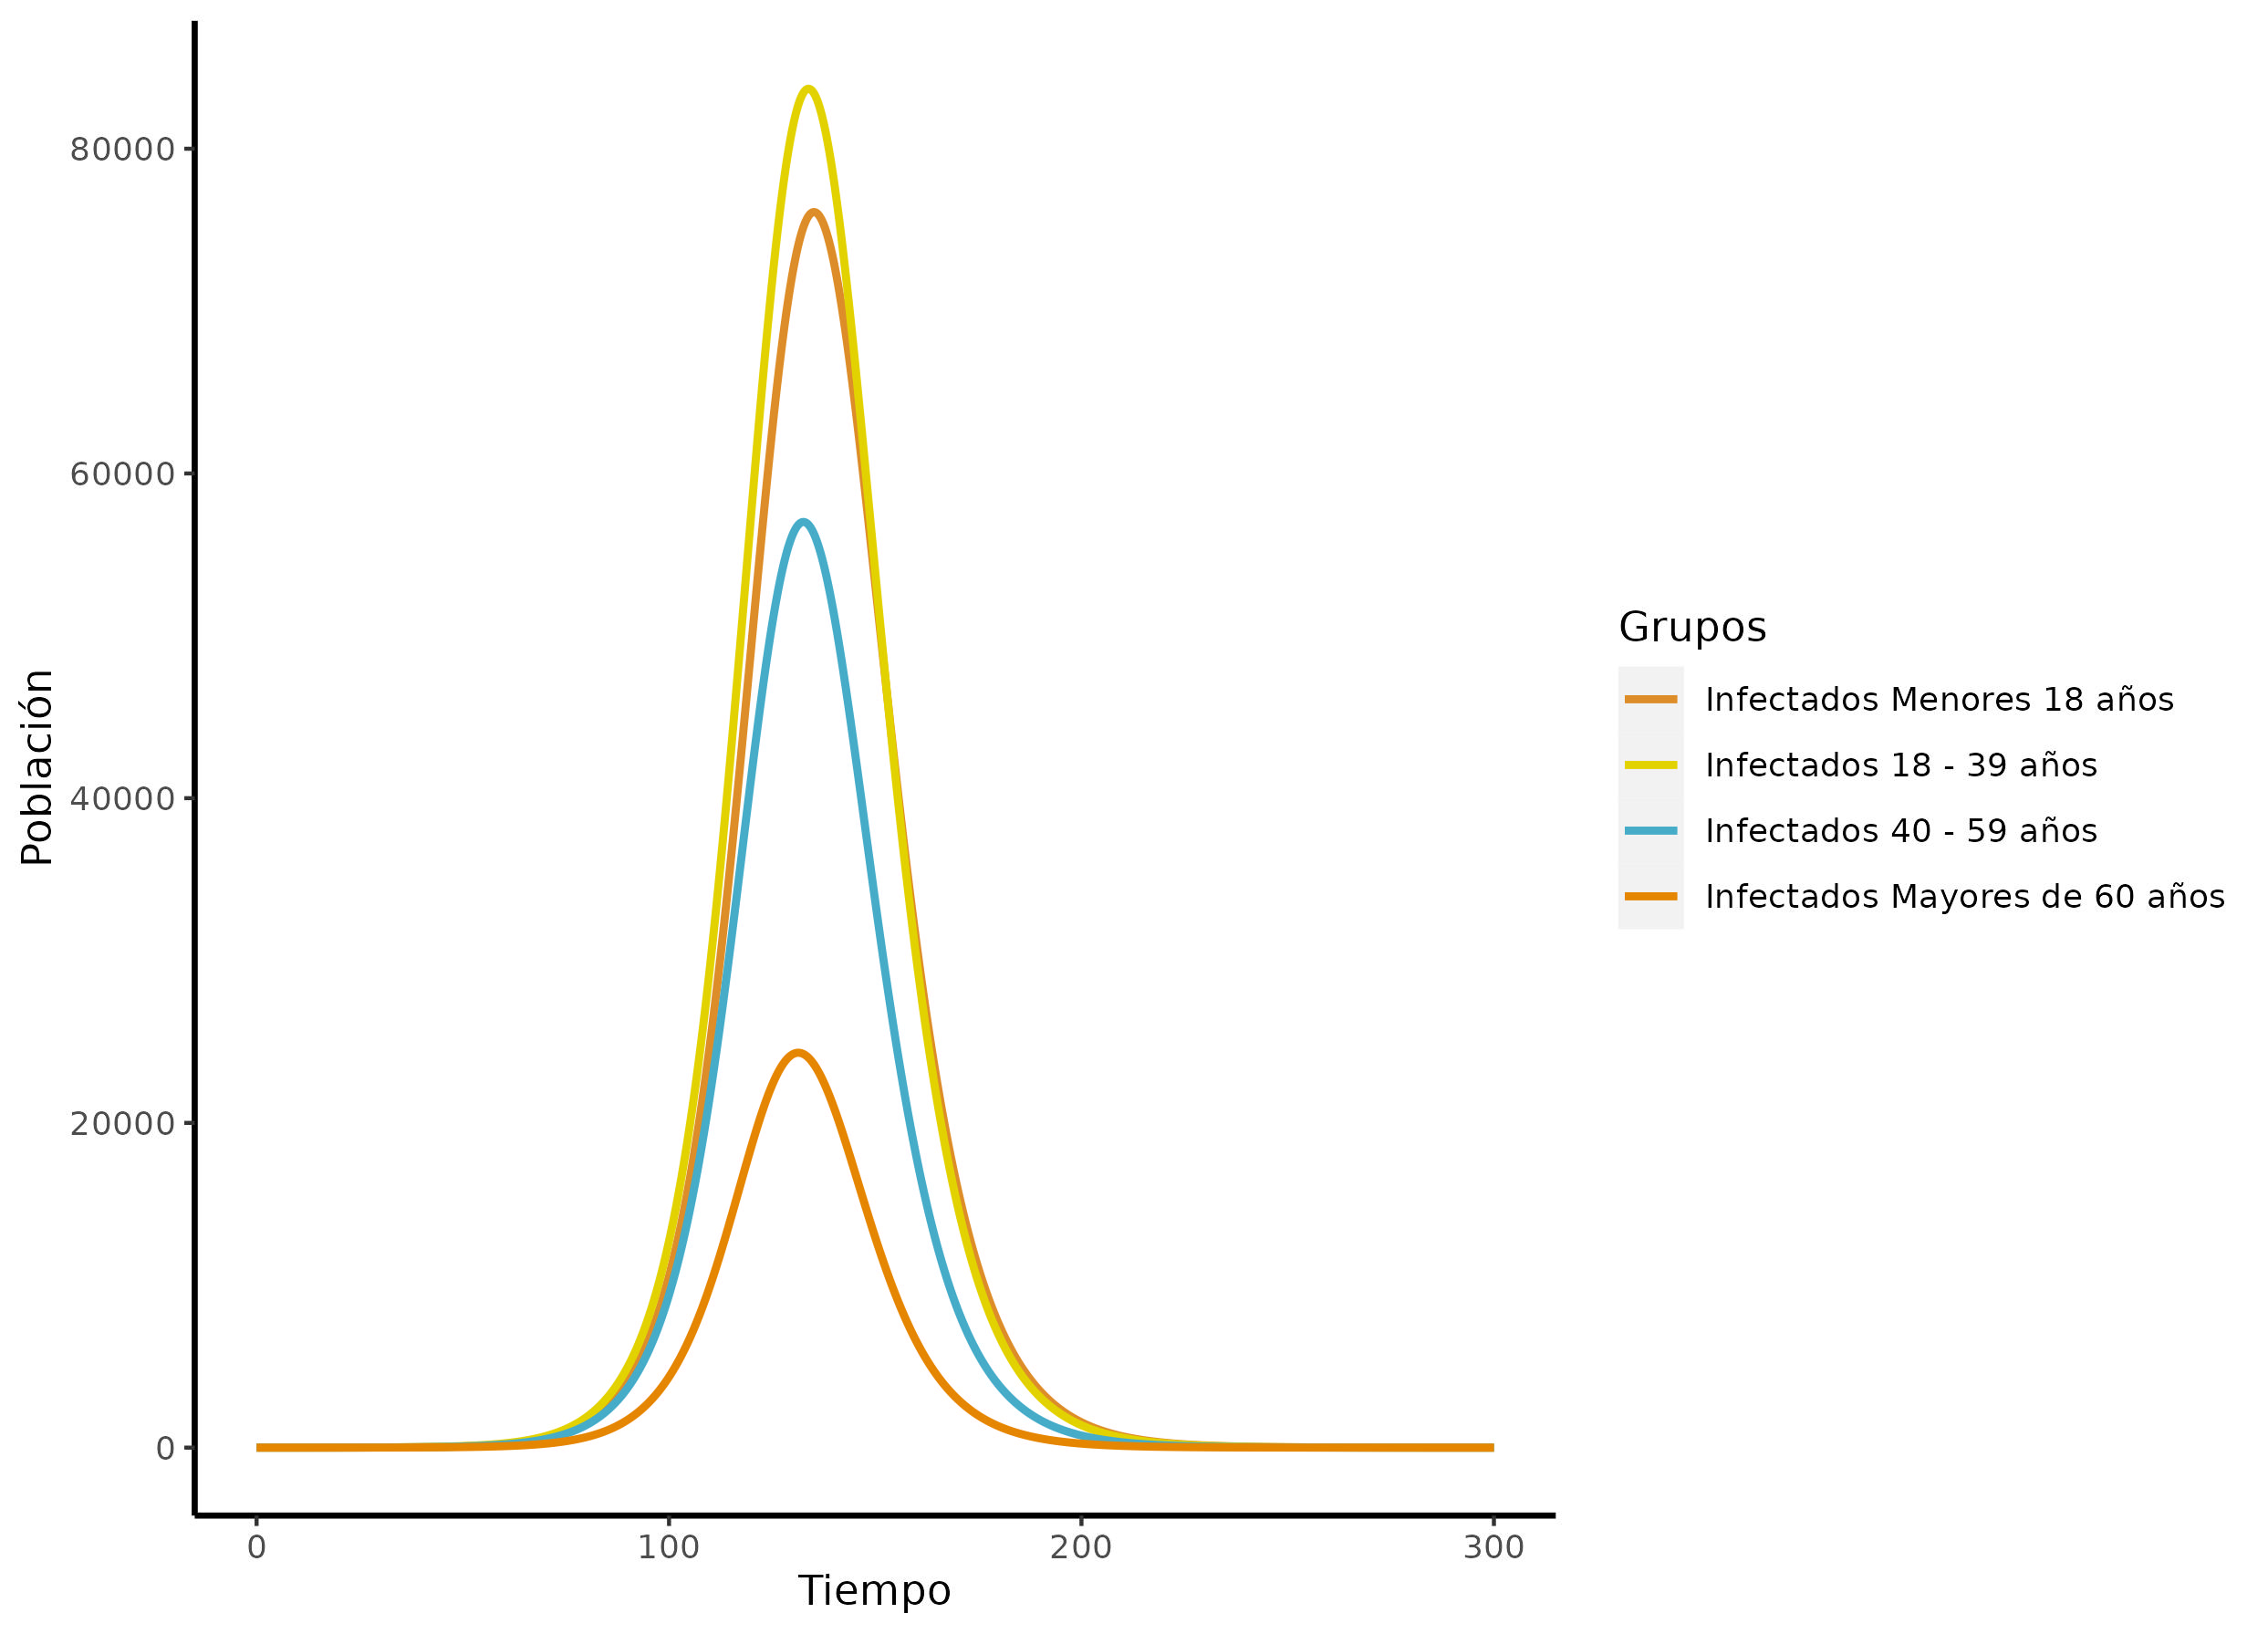 Población
80000
60000
40000
20000
0
0 100 200 300
Tiempo
Grupos
Infectados Menores 18 años
Infectados 18 - 39 años
Infectados 40 - 59 años
Infectados Mayores de 60 años